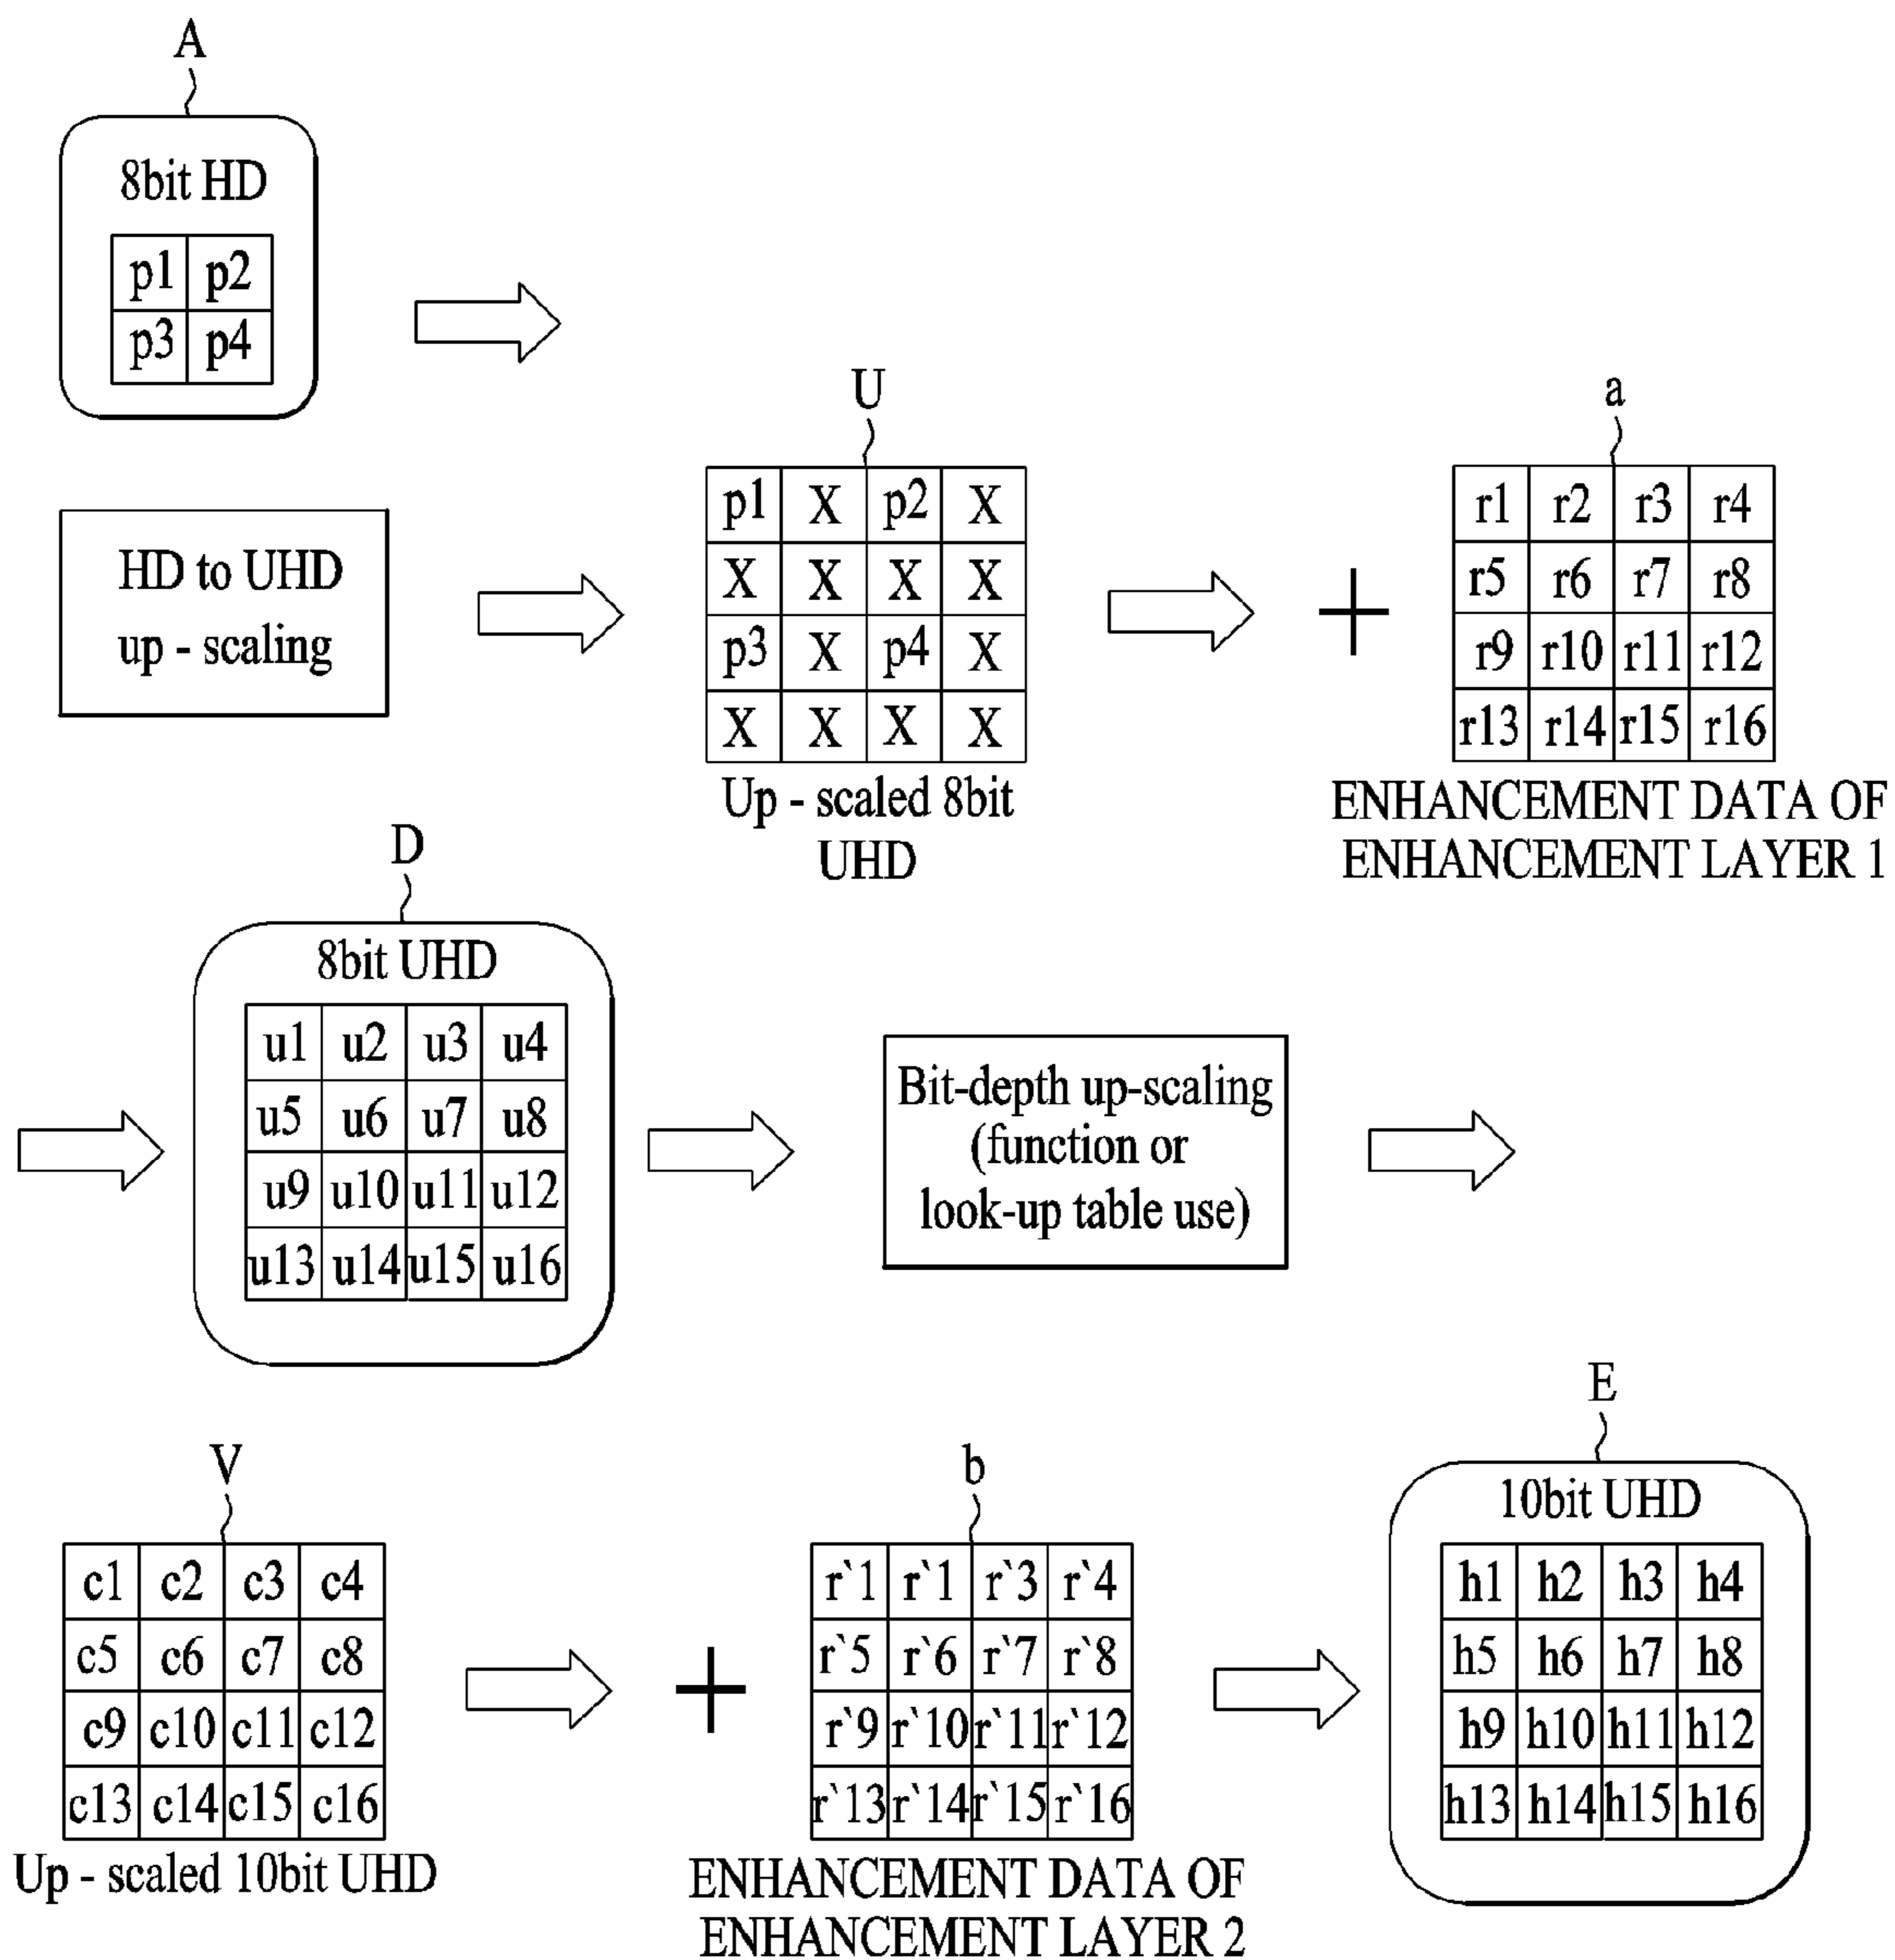 A
8bit HD
p1 p2
p3 p4
HD to UHD
up - scaling
U
p1 X p2 X
X X X X
p3 X p4 X
X X X X
Up - scaled 8bit
UHD
+
a
r1 r2 r3 r4
r5 r6 r7 r8
r9 r10 r11 r12
r13 r14 r15 r16
ENHANCEMENT DATA OF
ENHANCEMENT LAYER 1
D
8bit UHD
u1 u2 u3 u4
u5 u6 u7 u8
u9 u10 u11 u12
u13 u14 u15 u16
Bit-depth up-scaling
(function or
look-up table use)
V
c1 c2 c3 c4
c5 c6 c7 c8
c9 c10 c11 c12
c13 c14 c15 c16
Up - scaled 10bit UHD
+
b
r`1 r`1 r`3 r`4
r`5 r`6 r`7 r`8
r`9 r`10 r`11 r`12
r`13 r`14 r`15 r`16
ENHANCEMENT DATA OF
ENHANCEMENT LAYER 2
E
10bit UHD
h1 h2 h3 h4
h5 h6 h7 h8
h9 h10 h11 h12
h13 h14 h15 h16